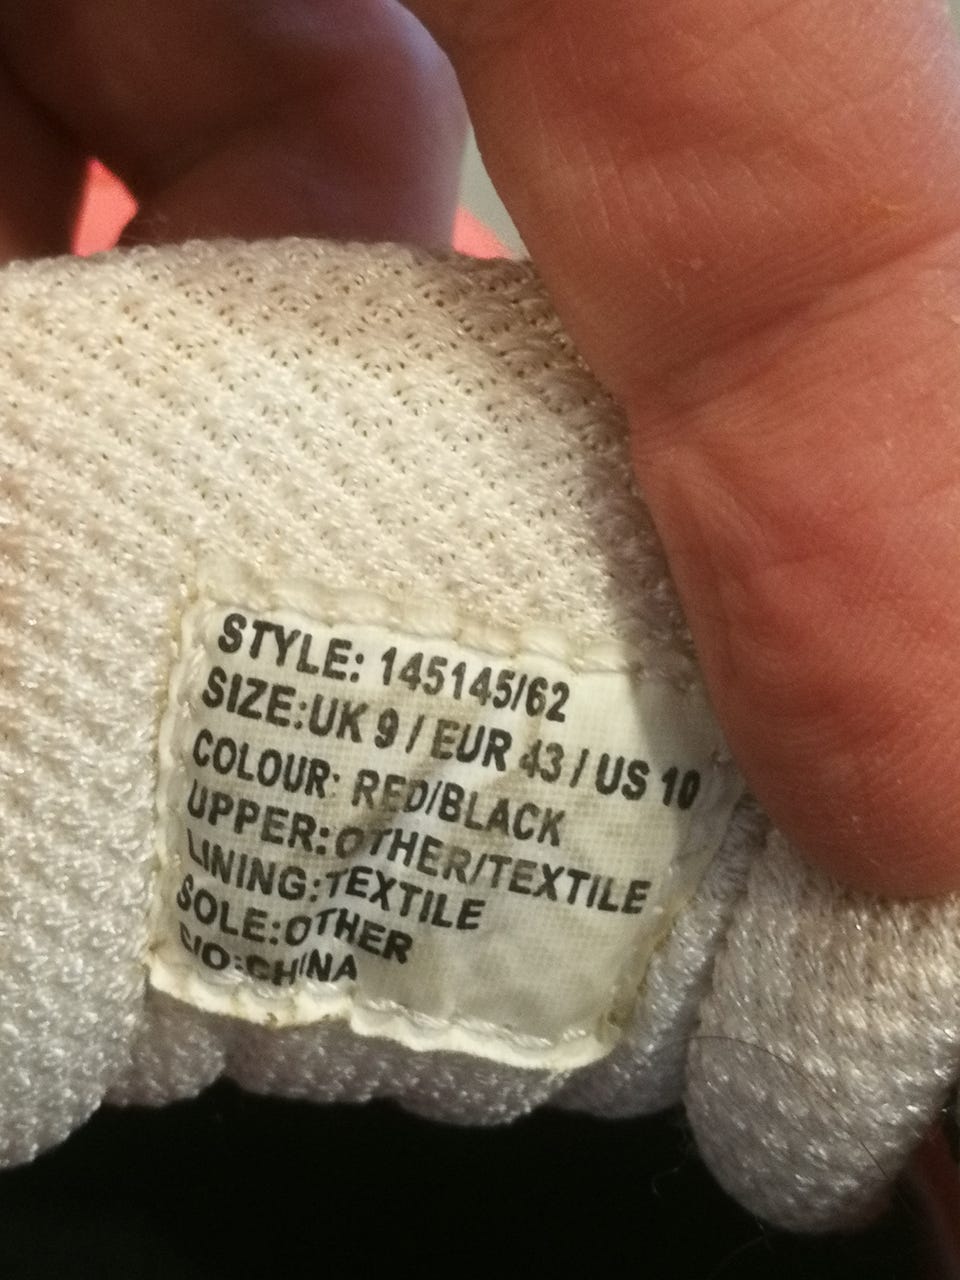 STYLE: 145145/62
SIZE:UK 9 / EUR 43 / US 10
COLOUR: RED/BLACK
UPPER: OTHER/TEXTILE
LINING:TEXTILE
SOLE:OTHER
C/O:CHINA